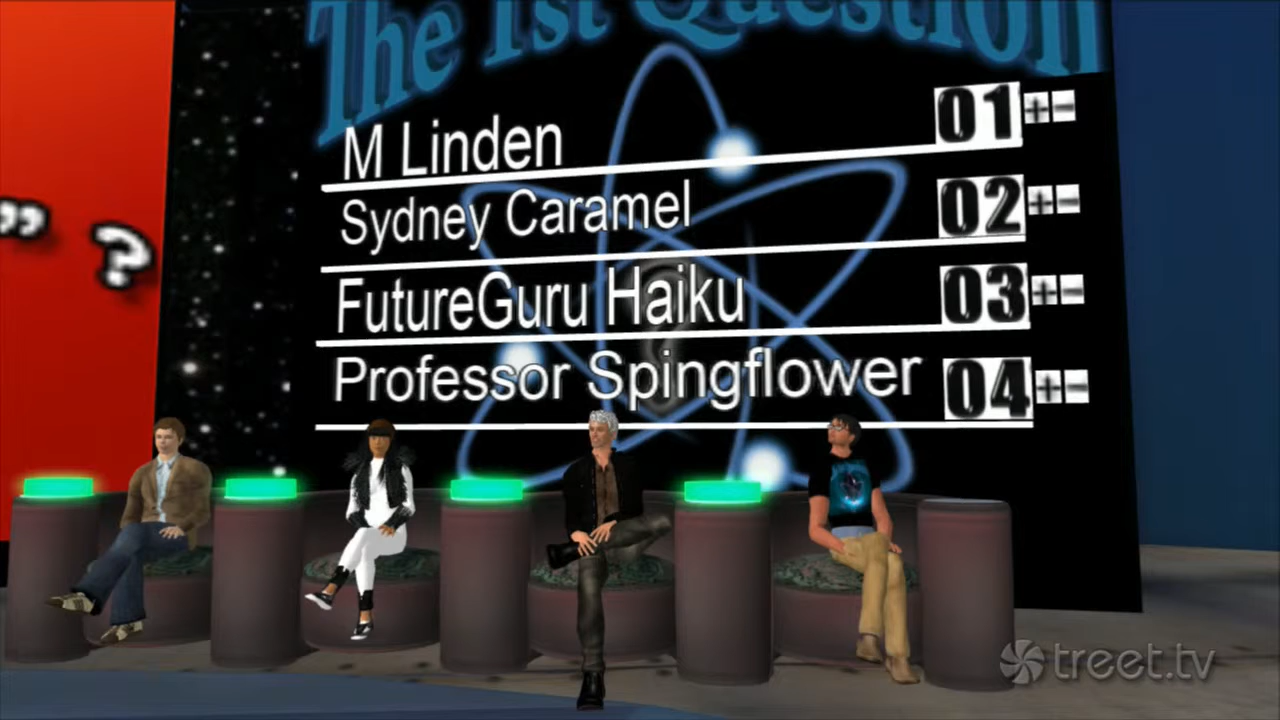 The 1st Question
M Linden 01 + -
Sydney Caramel 02 + -
FutureGuru Haiku 03 + -
Professor Spingflower 04 + -
” ?
treet.tv